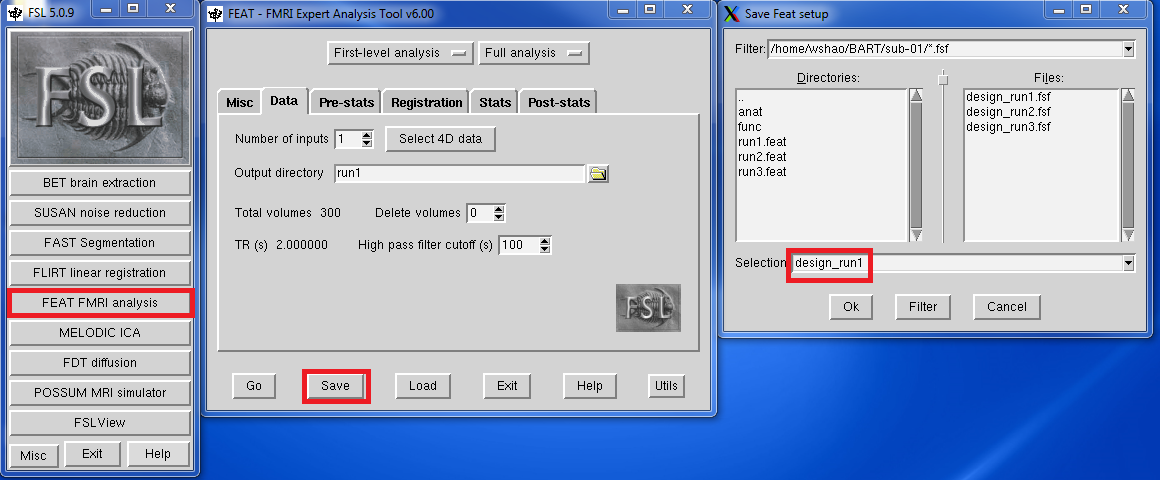 FSL 5.0.9
FSL
BET brain extraction
SUSAN noise reduction
FAST Segmentation
FLIRT linear registration
FEAT FMRI analysis
MELODIC ICA
FDT diffusion
POSSUM MRI simulator
FSLView
Misc Exit Help
FEAT - FMRI Expert Analysis Tool v6.00
First-level analysis Full analysis
Misc Data Pre-stats Registration Stats Post-stats
Number of inputs 1 Select 4D data
Output directory run1
Total volumes 300 Delete volumes 0
TR (s) 2.000000 High pass filter cutoff (s) 100
FSL
Go Save Load Exit Help Utils
Save Feat setup
Filter: /home/wshao/BART/sub-01/*.fsf
Directories: Files:
.. design_run1.fsf
anat design_run2.fsf
func design_run3.fsf
run1.feat
run2.feat
run3.feat
Selection design_run1
Ok Filter Cancel